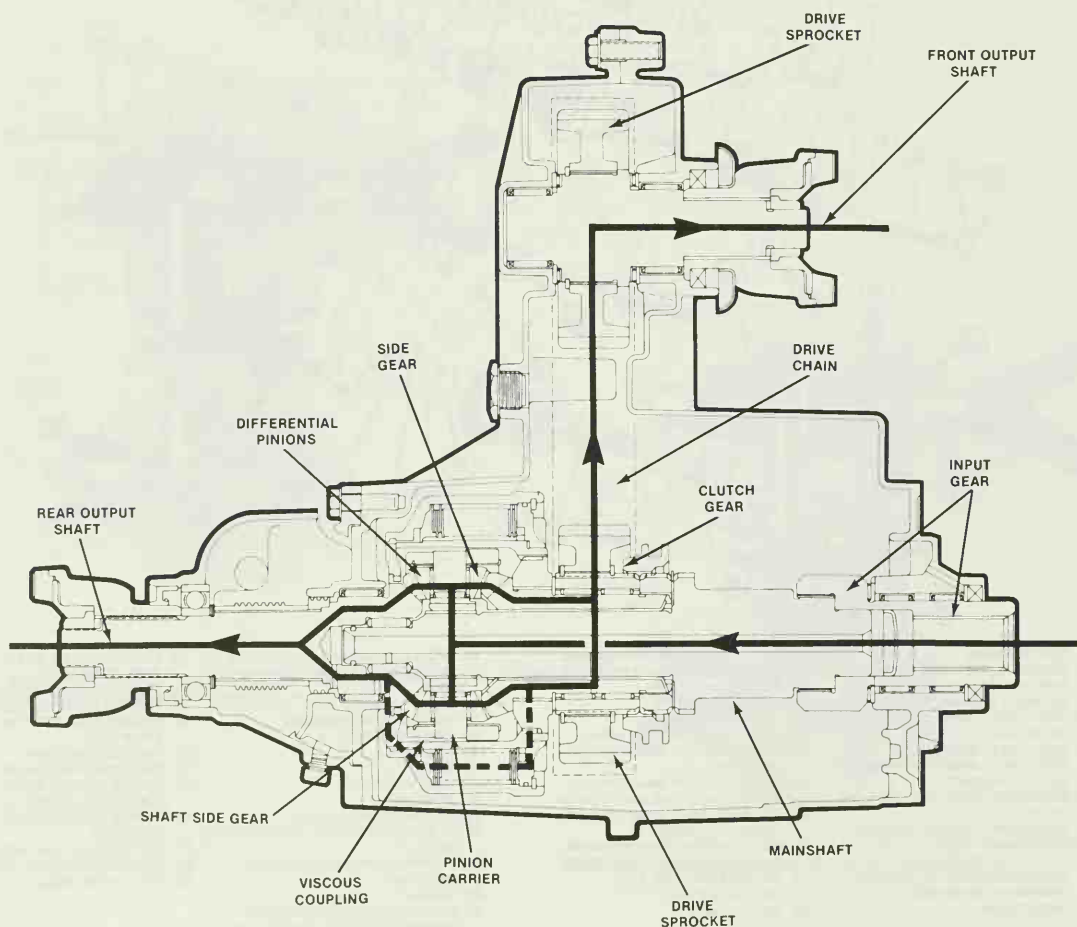 DRIVE
SPROCKET
FRONT OUTPUT
SHAFT
SIDE
GEAR
DRIVE
CHAIN
DIFFERENTIAL
PINIONS
INPUT
GEAR
CLUTCH
GEAR
REAR OUTPUT
SHAFT
SHAFT SIDE GEAR
MAINSHAFT
PINION
CARRIER
VISCOUS
COUPLING
DRIVE
SPROCKET